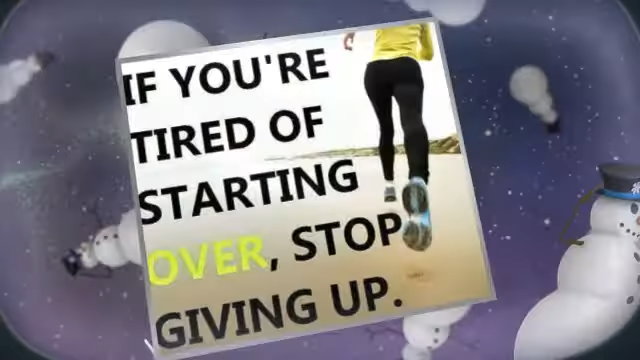 IF YOU'RE
TIRED OF
STARTING
OVER, STOP
GIVING UP.